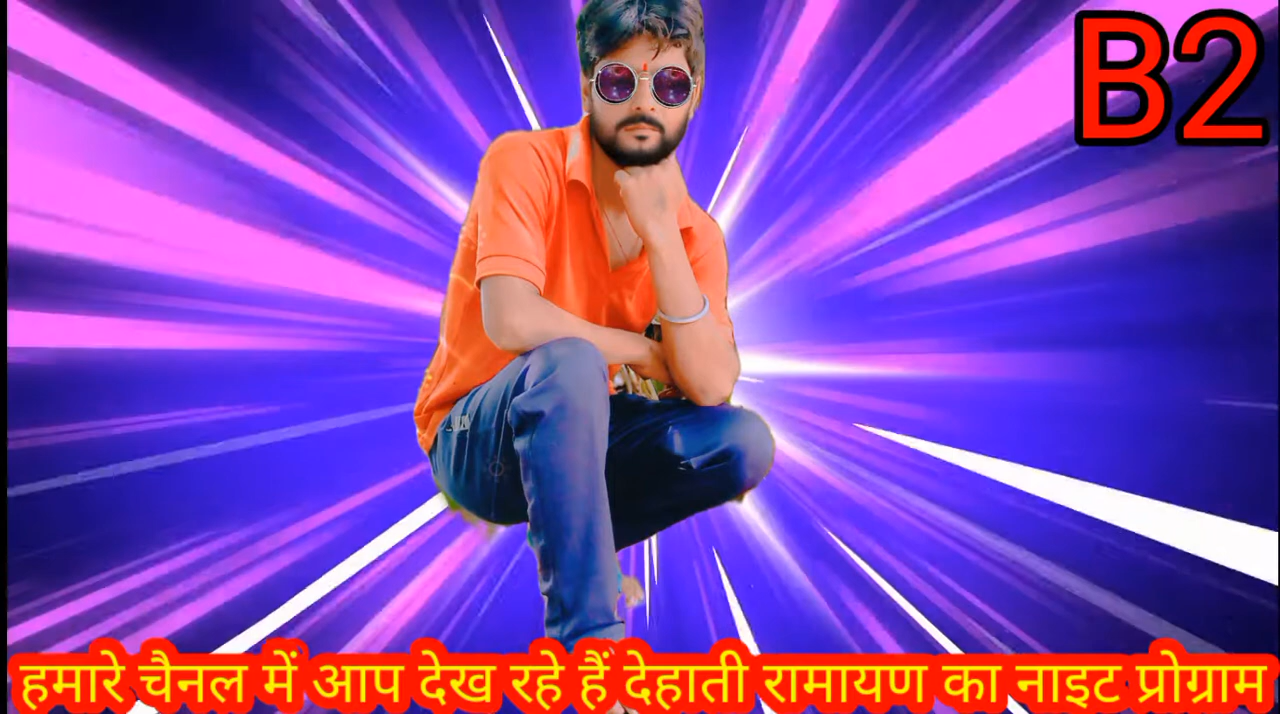 B2
हमारे चैनल में आप देख रहे हैं देहाती रामायण का नाइट प्रोग्राम